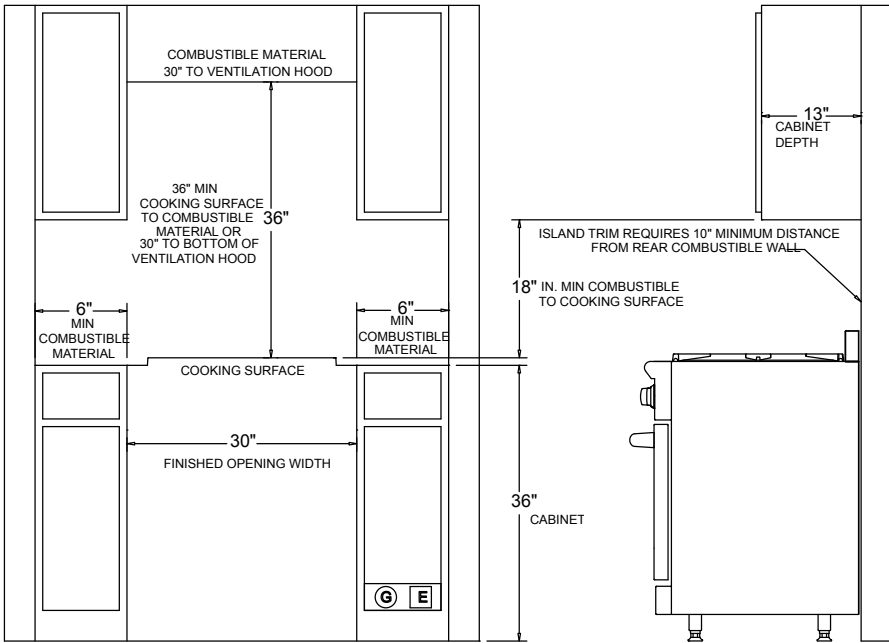 COMBUSTIBLE MATERIAL
30" TO VENTILATION HOOD
36" MIN
COOKING SURFACE
TO COMBUSTIBLE
MATERIAL OR
30" TO BOTTOM OF
VENTILATION HOOD
36"
6"
MIN
COMBUSTIBLE
MATERIAL
6"
MIN
COMBUSTIBLE
MATERIAL
COOKING SURFACE
30"
FINISHED OPENING WIDTH
G E
13"
CABINET
DEPTH
ISLAND TRIM REQUIRES 10" MINIMUM DISTANCE
FROM REAR COMBUSTIBLE WALL
18" IN. MIN COMBUSTIBLE
TO COOKING SURFACE
36"
CABINET